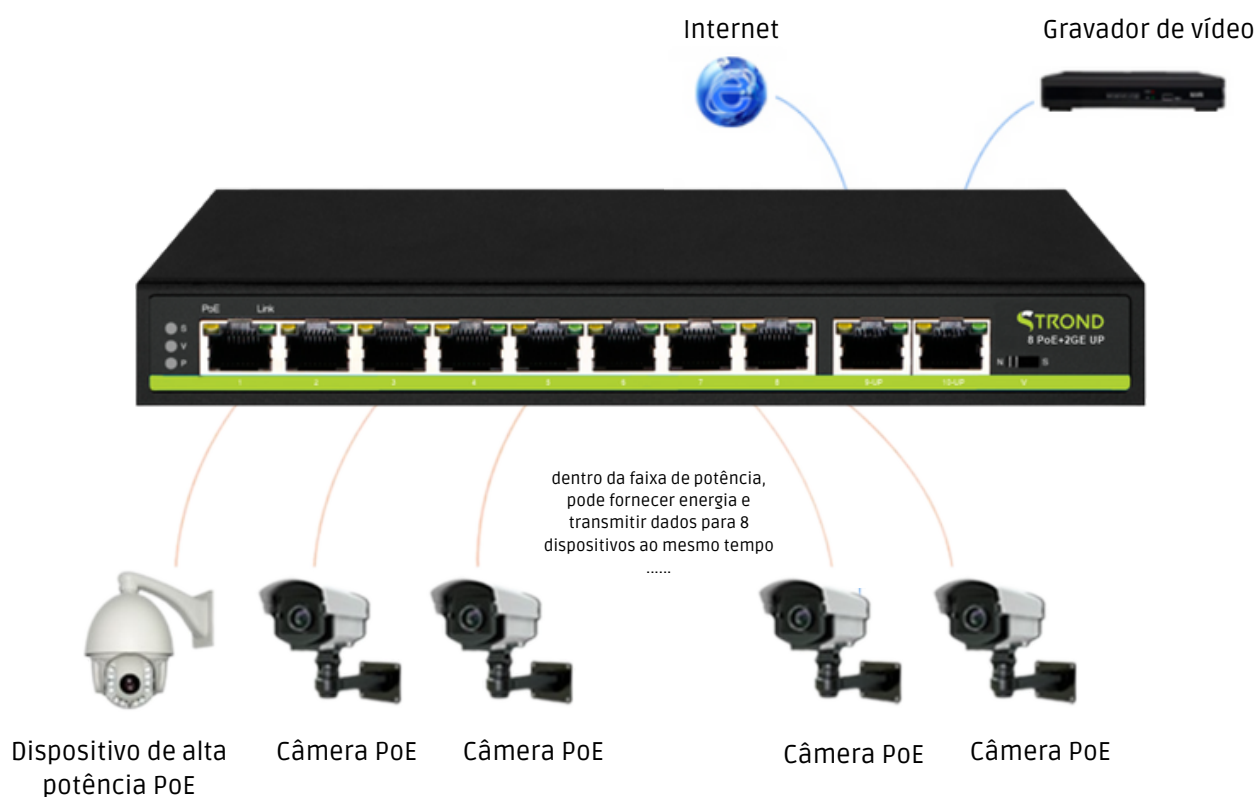 Internet
Gravador de vídeo
PoE Link
S
V
P
STROND
8 PoE+2GE UP
N S
1 2 3 4 5 6 7 8 9-UP 10-UP V
dentro da faixa de potência,
pode fornecer energia e
transmitir dados para 8
dispositivos ao mesmo tempo
......
Dispositivo de alta
potência PoE
Câmera PoE
Câmera PoE
Câmera PoE
Câmera PoE